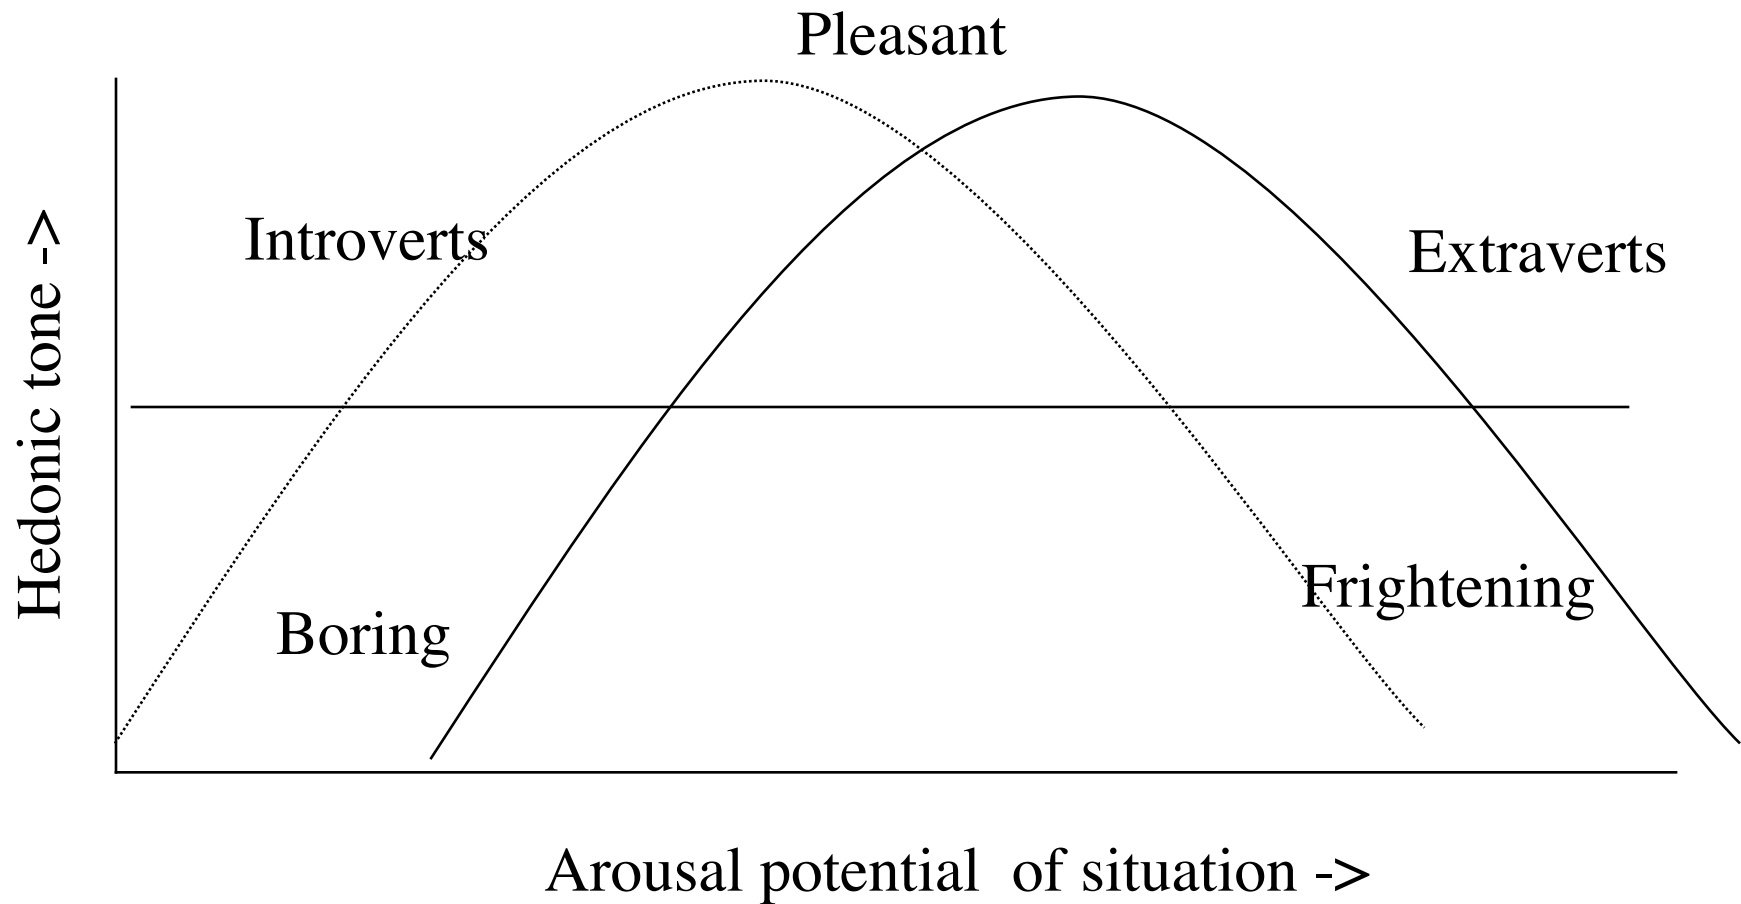 Pleasant
Introverts
Extraverts
Hedonic tone ->
Frightening
Boring
Arousal potential  of situation ->